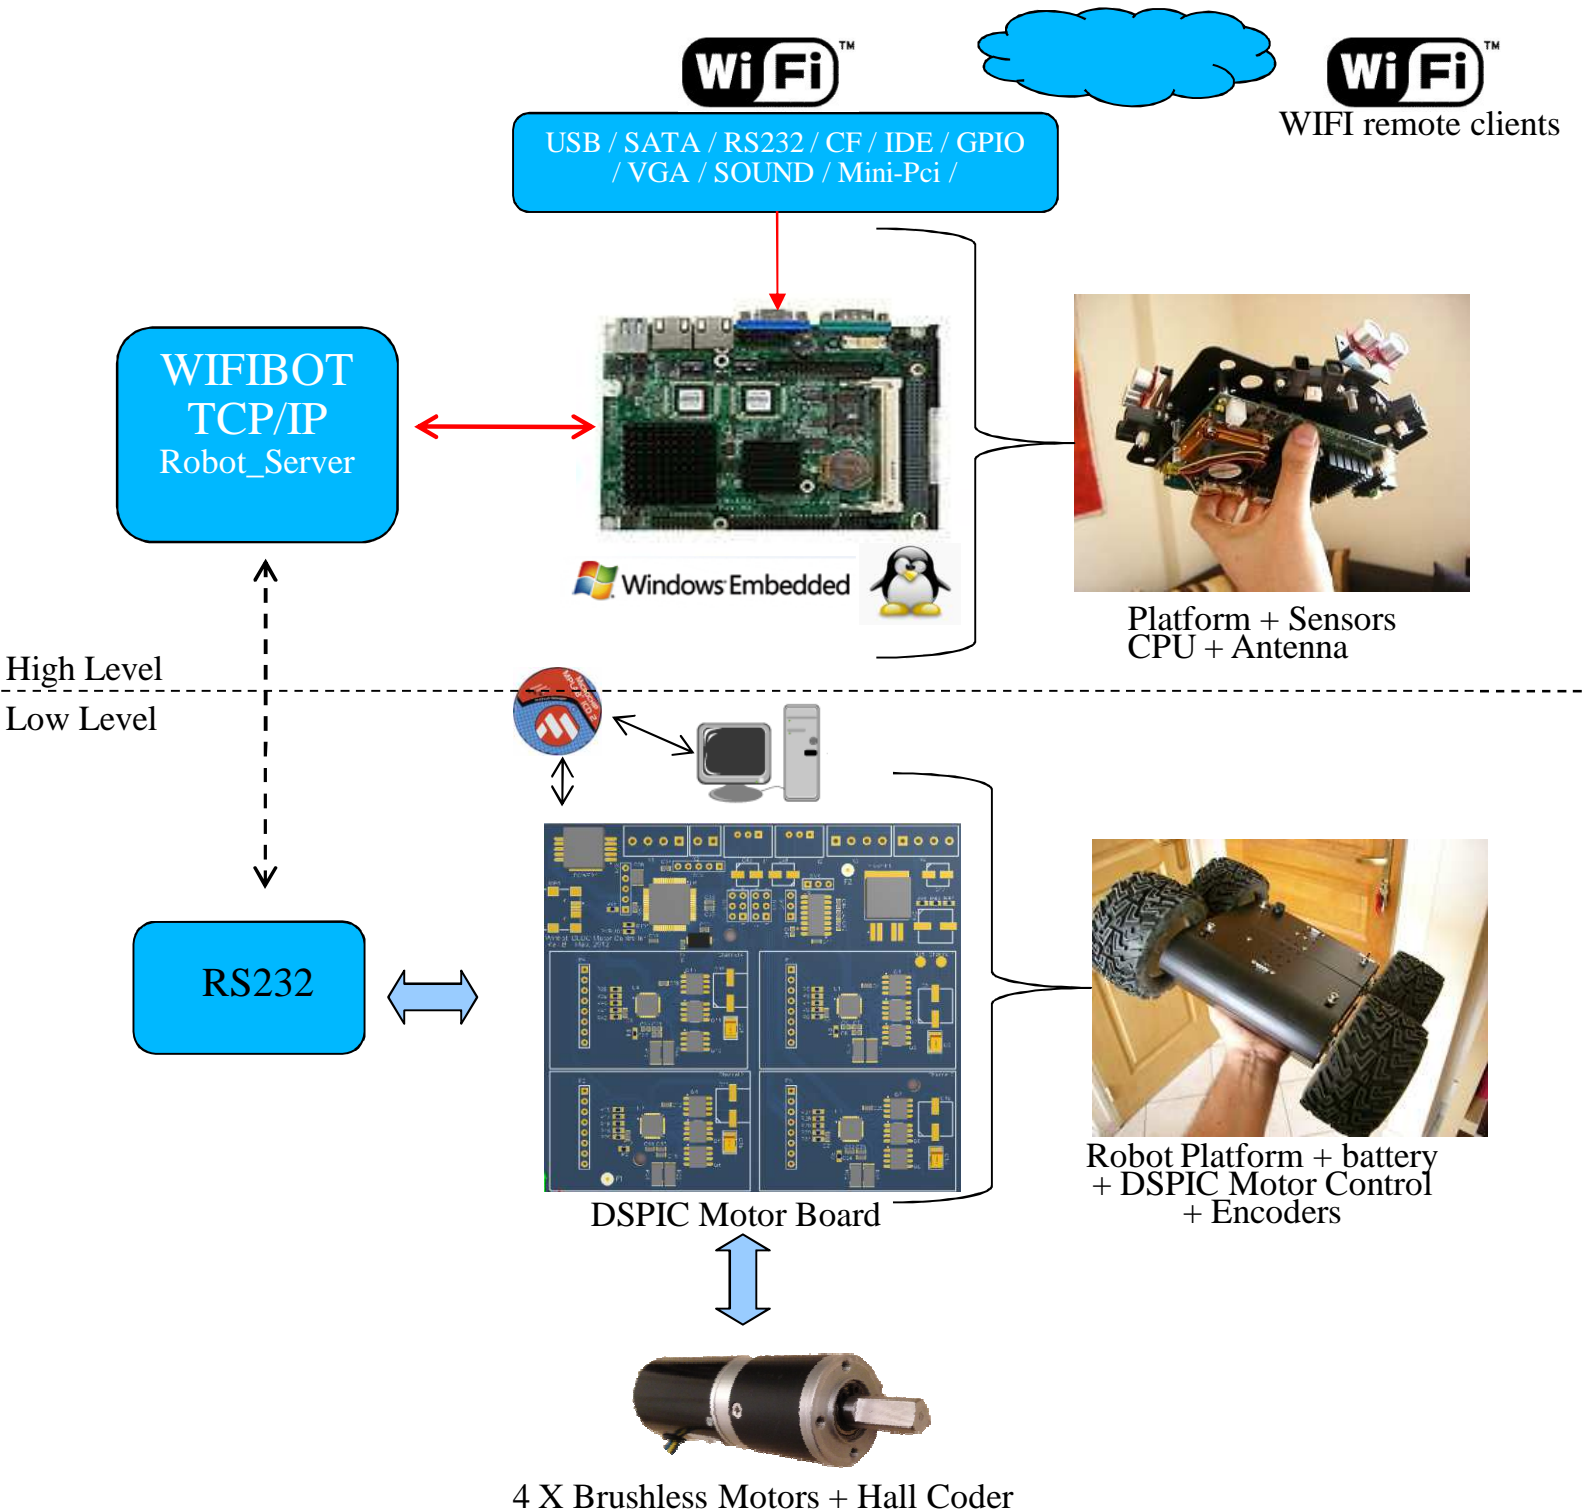 WiFi™
WiFi™
WIFI remote clients
USB / SATA / RS232 / CF / IDE / GPIO
/ VGA / SOUND / Mini-Pci /
WIFIBOT
TCP/IP
Robot_Server
Windows Embedded
Platform + Sensors
CPU + Antenna
High Level
Low Level
RS232
DSPIC Motor Board
Robot Platform + battery
+ DSPIC Motor Control
+ Encoders
4 X Brushless Motors + Hall Coder